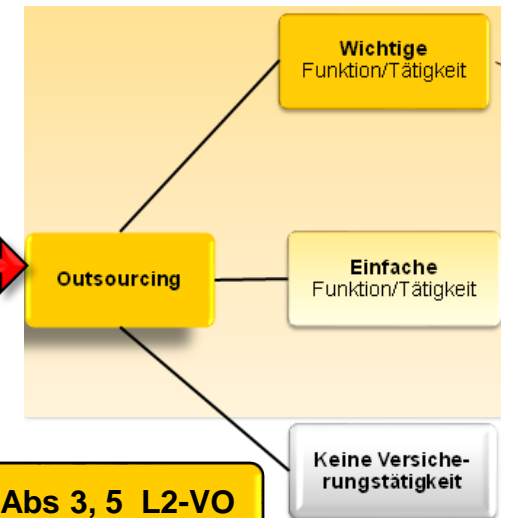 Wichtige
Funktion/Tätigkeit
Outsourcing
Einfache
Funktion/Tätigkeit
Keine Versiche-
rungstätigkeit
Abs 3, 5 L2-VO